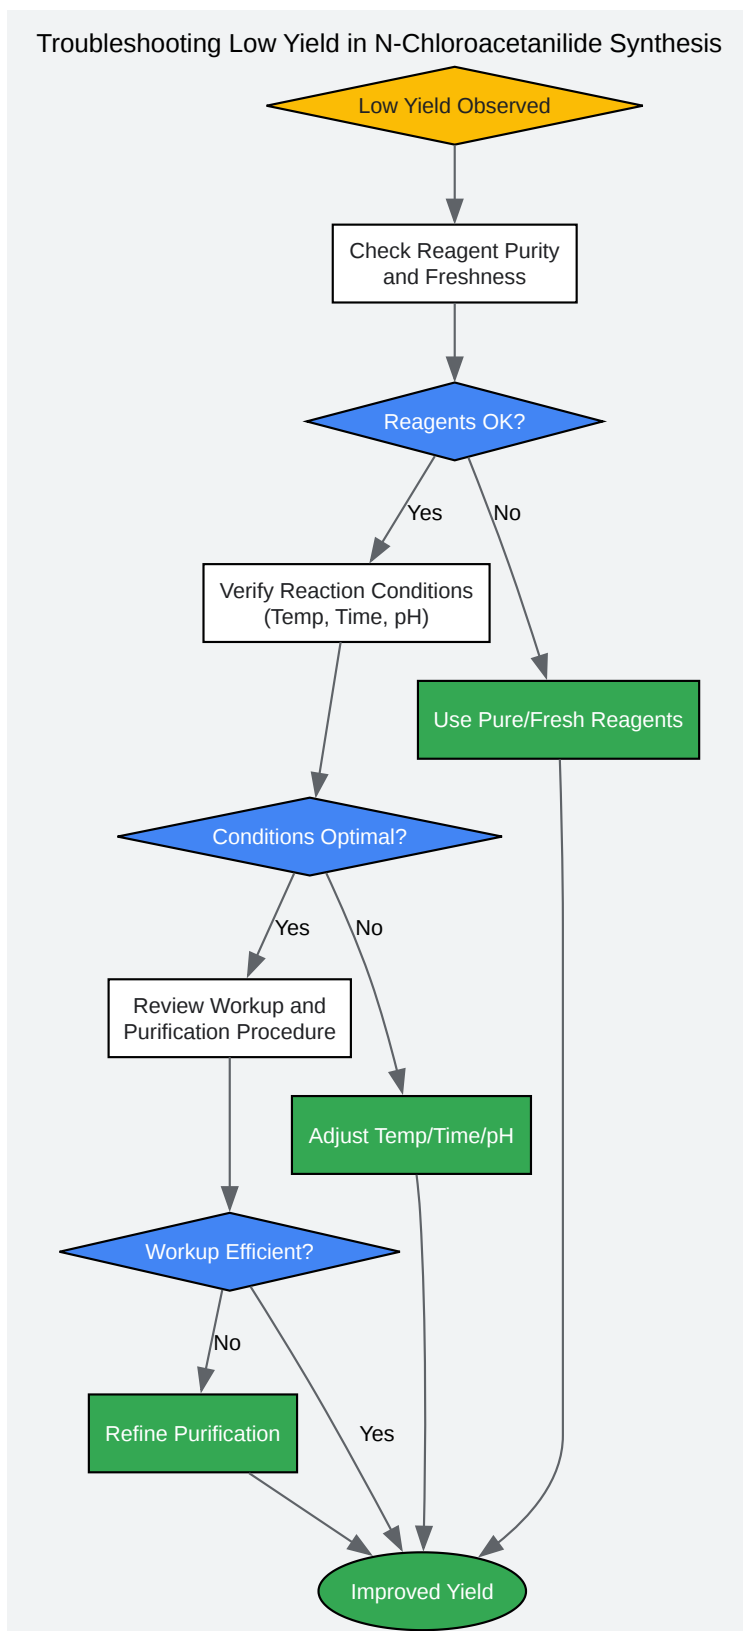 Troubleshooting Low Yield in N-Chloroacetanilide Synthesis
Low Yield Observed
Check Reagent Purity
and Freshness
Reagents OK?
Yes
No
Verify Reaction Conditions
(Temp, Time, pH)
Use Pure/Fresh Reagents
Conditions Optimal?
Yes
No
Review Workup and
Purification Procedure
Adjust Temp/Time/pH
Workup Efficient?
No
Yes
Refine Purification
Improved Yield